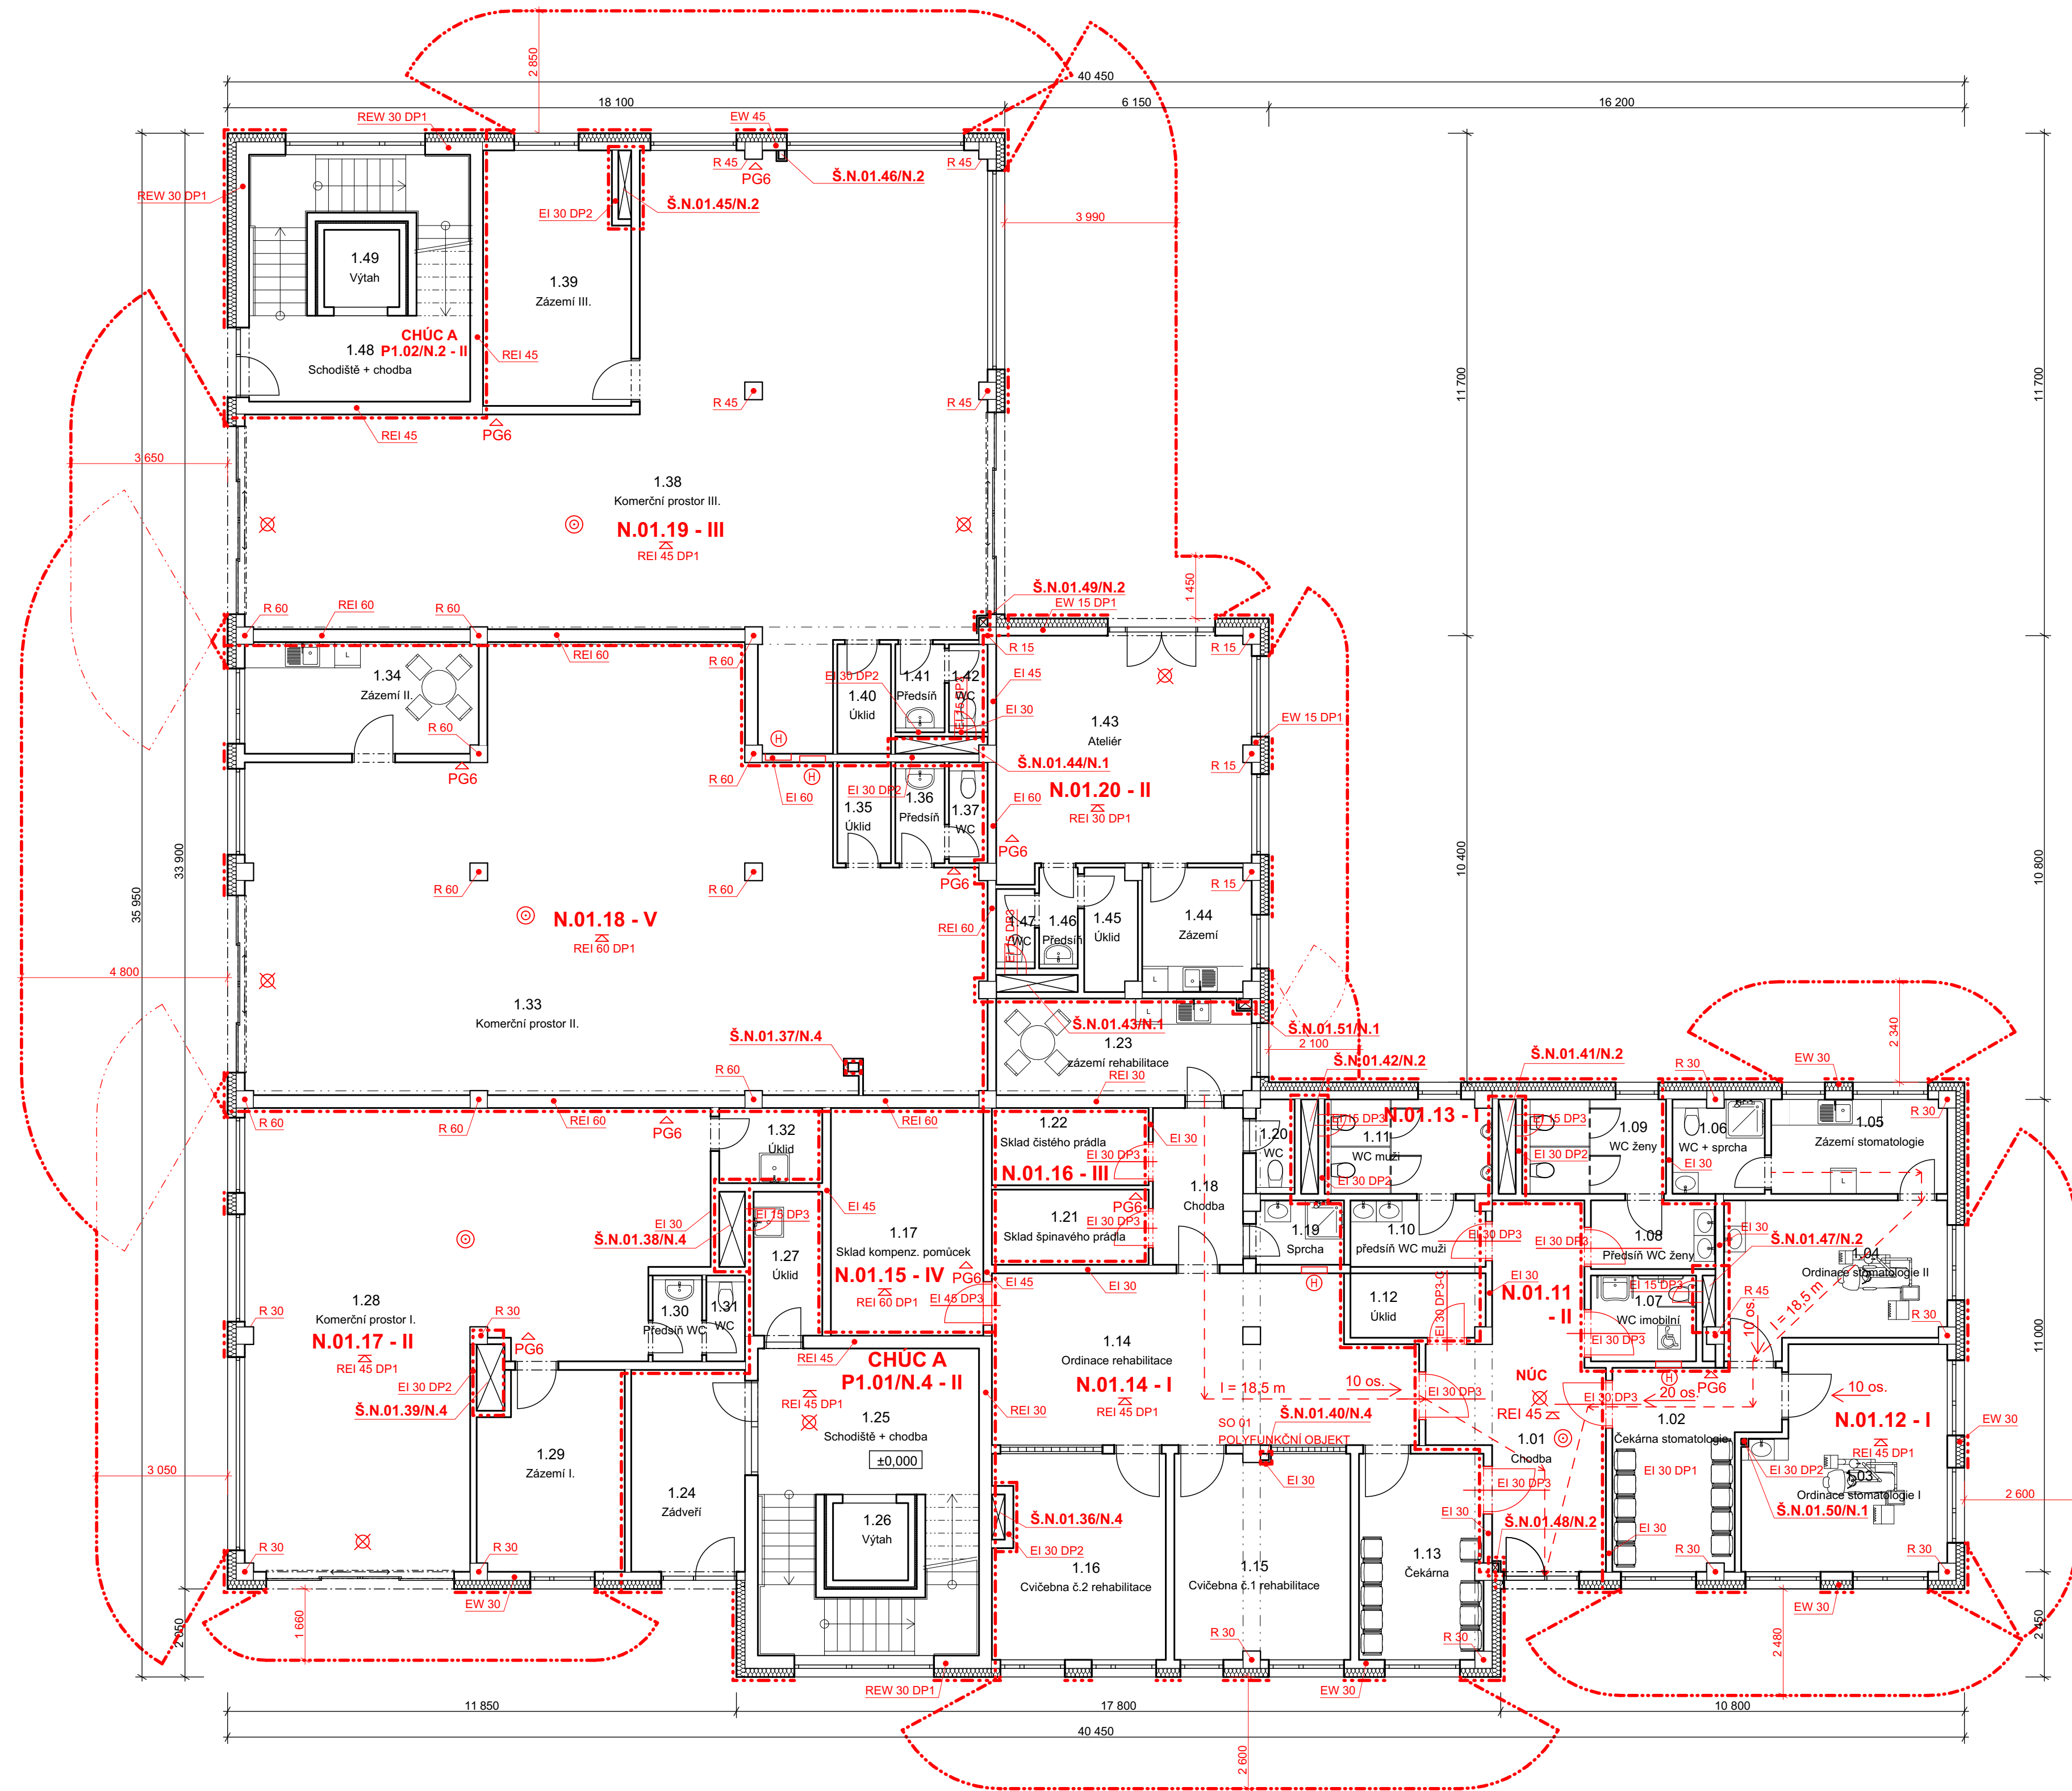 2 850
40 450
18 100
6 150
16 200
REW 30 DP1
EW 45
R 45
PG6
R 45
Š.N.01.46/N.2
REW 30 DP1
Š.N.01.45/N.2
EI 30 DP2
3 990
1.49
Výtah
1.39
Zázemí III.
CHÚC A
P1.02/N.2 - II
1.48
Schodiště + chodba
REI 45
11 700
11 700
R 45
R 45
REI 45
PG6
3 650
1.38
Komerční prostor III.
N.01.19 - III
REI 45 DP1
1 450
Š.N.01.49/N.2
EW 15 DP1
R 60
REI 60
R 60
REI 60
R 60
R 15
R 15
1.34
Zázemí II.
L
EI 30 DP2
1.41
Předsíň
1.42
WC
EI 15 DP2
1.40
Úklid
EI 45
EI 30
1.43
Ateliér
EW 15 DP1
R 60
H
PG6
R 60
H
EI 60
Š.N.01.44/N.1
R 15
EI 30 DP2
1.35
Úklid
1.36
Předsíň
1.37
WC
EI 60
N.01.20 - II
REI 30 DP1
PG6
33 900
35 950
10 400
10 800
R 60
R 60
PG6
R 15
N.01.18 - V
REI 60 DP1
REI 60
1.47
WC
EI 15 DP3
1.46
Předsíň
1.45
Úklid
1.44
Zázemí
L
4 800
1.33
Komerční prostor II.
Š.N.01.37/N.4
Š.N.01.43/N.1
L
1.23
zázemí rehabilitace
Š.N.01.51/N.1
2 100
2 340
Š.N.01.42/N.2
Š.N.01.41/N.2
R 60
REI 30
R 30
EW 30
R 60
R 60
REI 60
PG6
REI 60
1.32
Úklid
1.22
Sklad čistého prádla
EI 30
EI 30 DP3
N.01.16 - III
1.20
WC
EI 15 DP3
1.11
WC muži
N.01.13 - I
EI 15 DP3
EI 30 DP2
1.09
WC ženy
1.06
WC + sprcha
EI 30
1.05
Zázemí stomatologie
R 30
L
EI 30 DP2
1.18
Chodba
PG6
EI 45
EI 30
Š.N.01.38/N.4
EI 15 DP3
1.17
Sklad kompenz. pomůcek
N.01.15 - IV
REI 60 DP1
PG6
1.21
Sklad špinavého prádla
EI 30 DP3
1.19
Sprcha
1.10
předsíň WC muži
EI 30 DP3
EI 30 DP3
1.08
Předsíň WC ženy
EI 30
Š.N.01.47/N.2
1.04
Ordinace stomatologie II
1.27
Úklid
EI 45
EI 45 DP3
EI 30
H
1.12
Úklid
EI 30 DP3-C
EI 30
N.01.11
- II
EI 15 DP3
1.07
WC imobilní
EI 30 DP3
R 45
10 os.
l = 18,5 m
R 30
11 000
1.28
Komerční prostor I.
N.01.17 - II
REI 45 DP1
R 30
R 30
PG6
1.30
Předsíň WC
1.31
WC
REI 45
EI 30 DP2
Š.N.01.39/N.4
CHÚC A
P1.01/N.4 - II
REI 45 DP1
1.25
Schodiště + chodba
±0,000
REI 30
1.14
Ordinace rehabilitace
N.01.14 - I
REI 45 DP1
l = 18,5 m
10 os.
SO 01
POLYFUNKČNÍ OBJEKT
Š.N.01.40/N.4
EI 30
EI 30 DP3
NÚC
REI 45
H
PG6
EI 30 DP3
20 os.
10 os.
1.02
Čekárna stomatologie
N.01.12 - I
REI 45 DP1
EW 30
1.01
Chodba
EI 30 DP3
EI 30 DP1
EI 30 DP2
1.03
Ordinace stomatologie I
Š.N.01.50/N.1
2 600
3 050
1.29
Zázemí I.
1.24
Zádveří
1.26
Výtah
Š.N.01.36/N.4
EI 30 DP2
1.16
Cvičebna č.2 rehabilitace
1.15
Cvičebna č.1 rehabilitace
1.13
Čekárna
EI 30
Š.N.01.48/N.2
EI 30
R 30
R 30
R 30
R 30
EW 30
EW 30
1 660
2 050
REW 30 DP1
R 30
R 30
EW 30
2 480
2 450
11 850
17 800
10 800
40 450
2 600